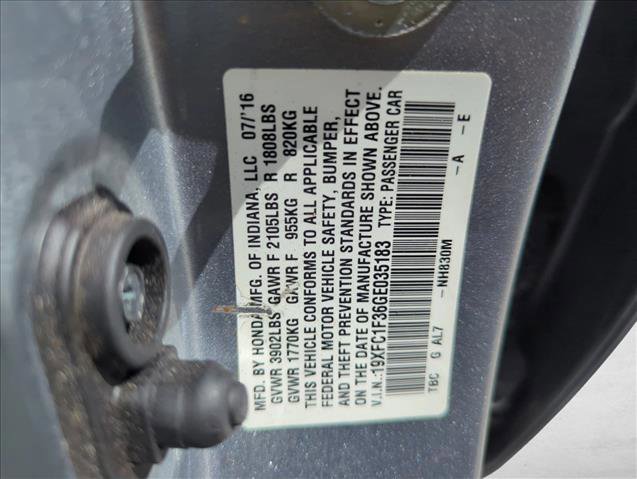 MFD. BY HONDA MFG. OF INDIANA, LLC 07/'16
GVWR 3902LBS GAWR F 2105LBS R 1808LBS
GVWR 1770KG GAWR F 955KG R 820KG
THIS VEHICLE CONFORMS TO ALL APPLICABLE
FEDERAL MOTOR VEHICLE SAFETY, BUMPER,
AND THEFT PREVENTION STANDARDS IN EFFECT
ON THE DATE OF MANUFACTURE SHOWN ABOVE.
V.I.N.:19XFC1F36GE035183 TYPE: PASSENGER CAR
TBC G AL7 -NH830M -A -E